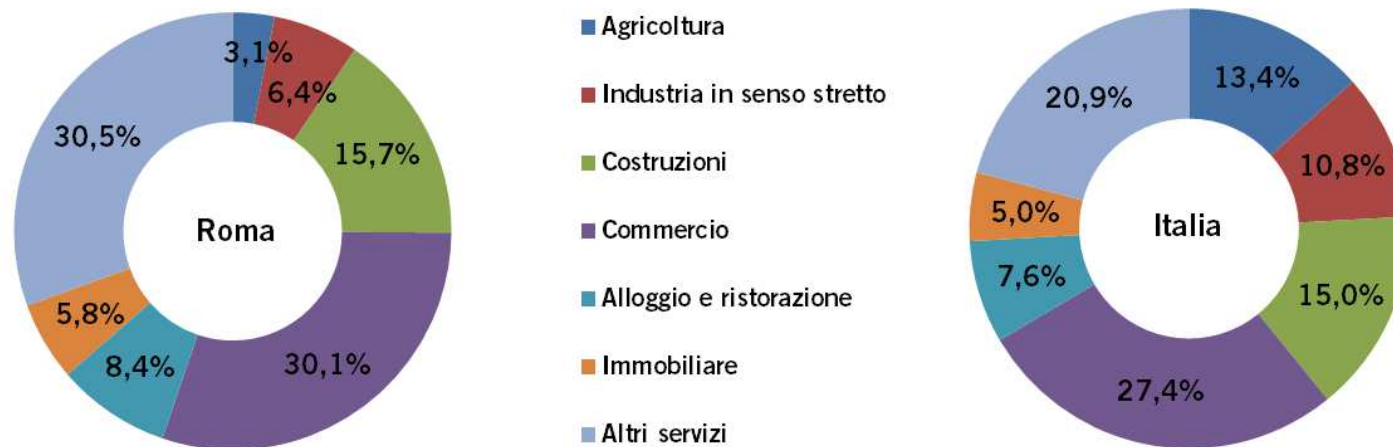 3,1%
6,4%
15,7%
30,1%
8,4%
5,8%
30,5%
Roma
Agricoltura
Industria in senso stretto
Costruzioni
Commercio
Alloggio e ristorazione
Immobiliare
Altri servizi
13,4%
10,8%
15,0%
27,4%
7,6%
5,0%
20,9%
Italia